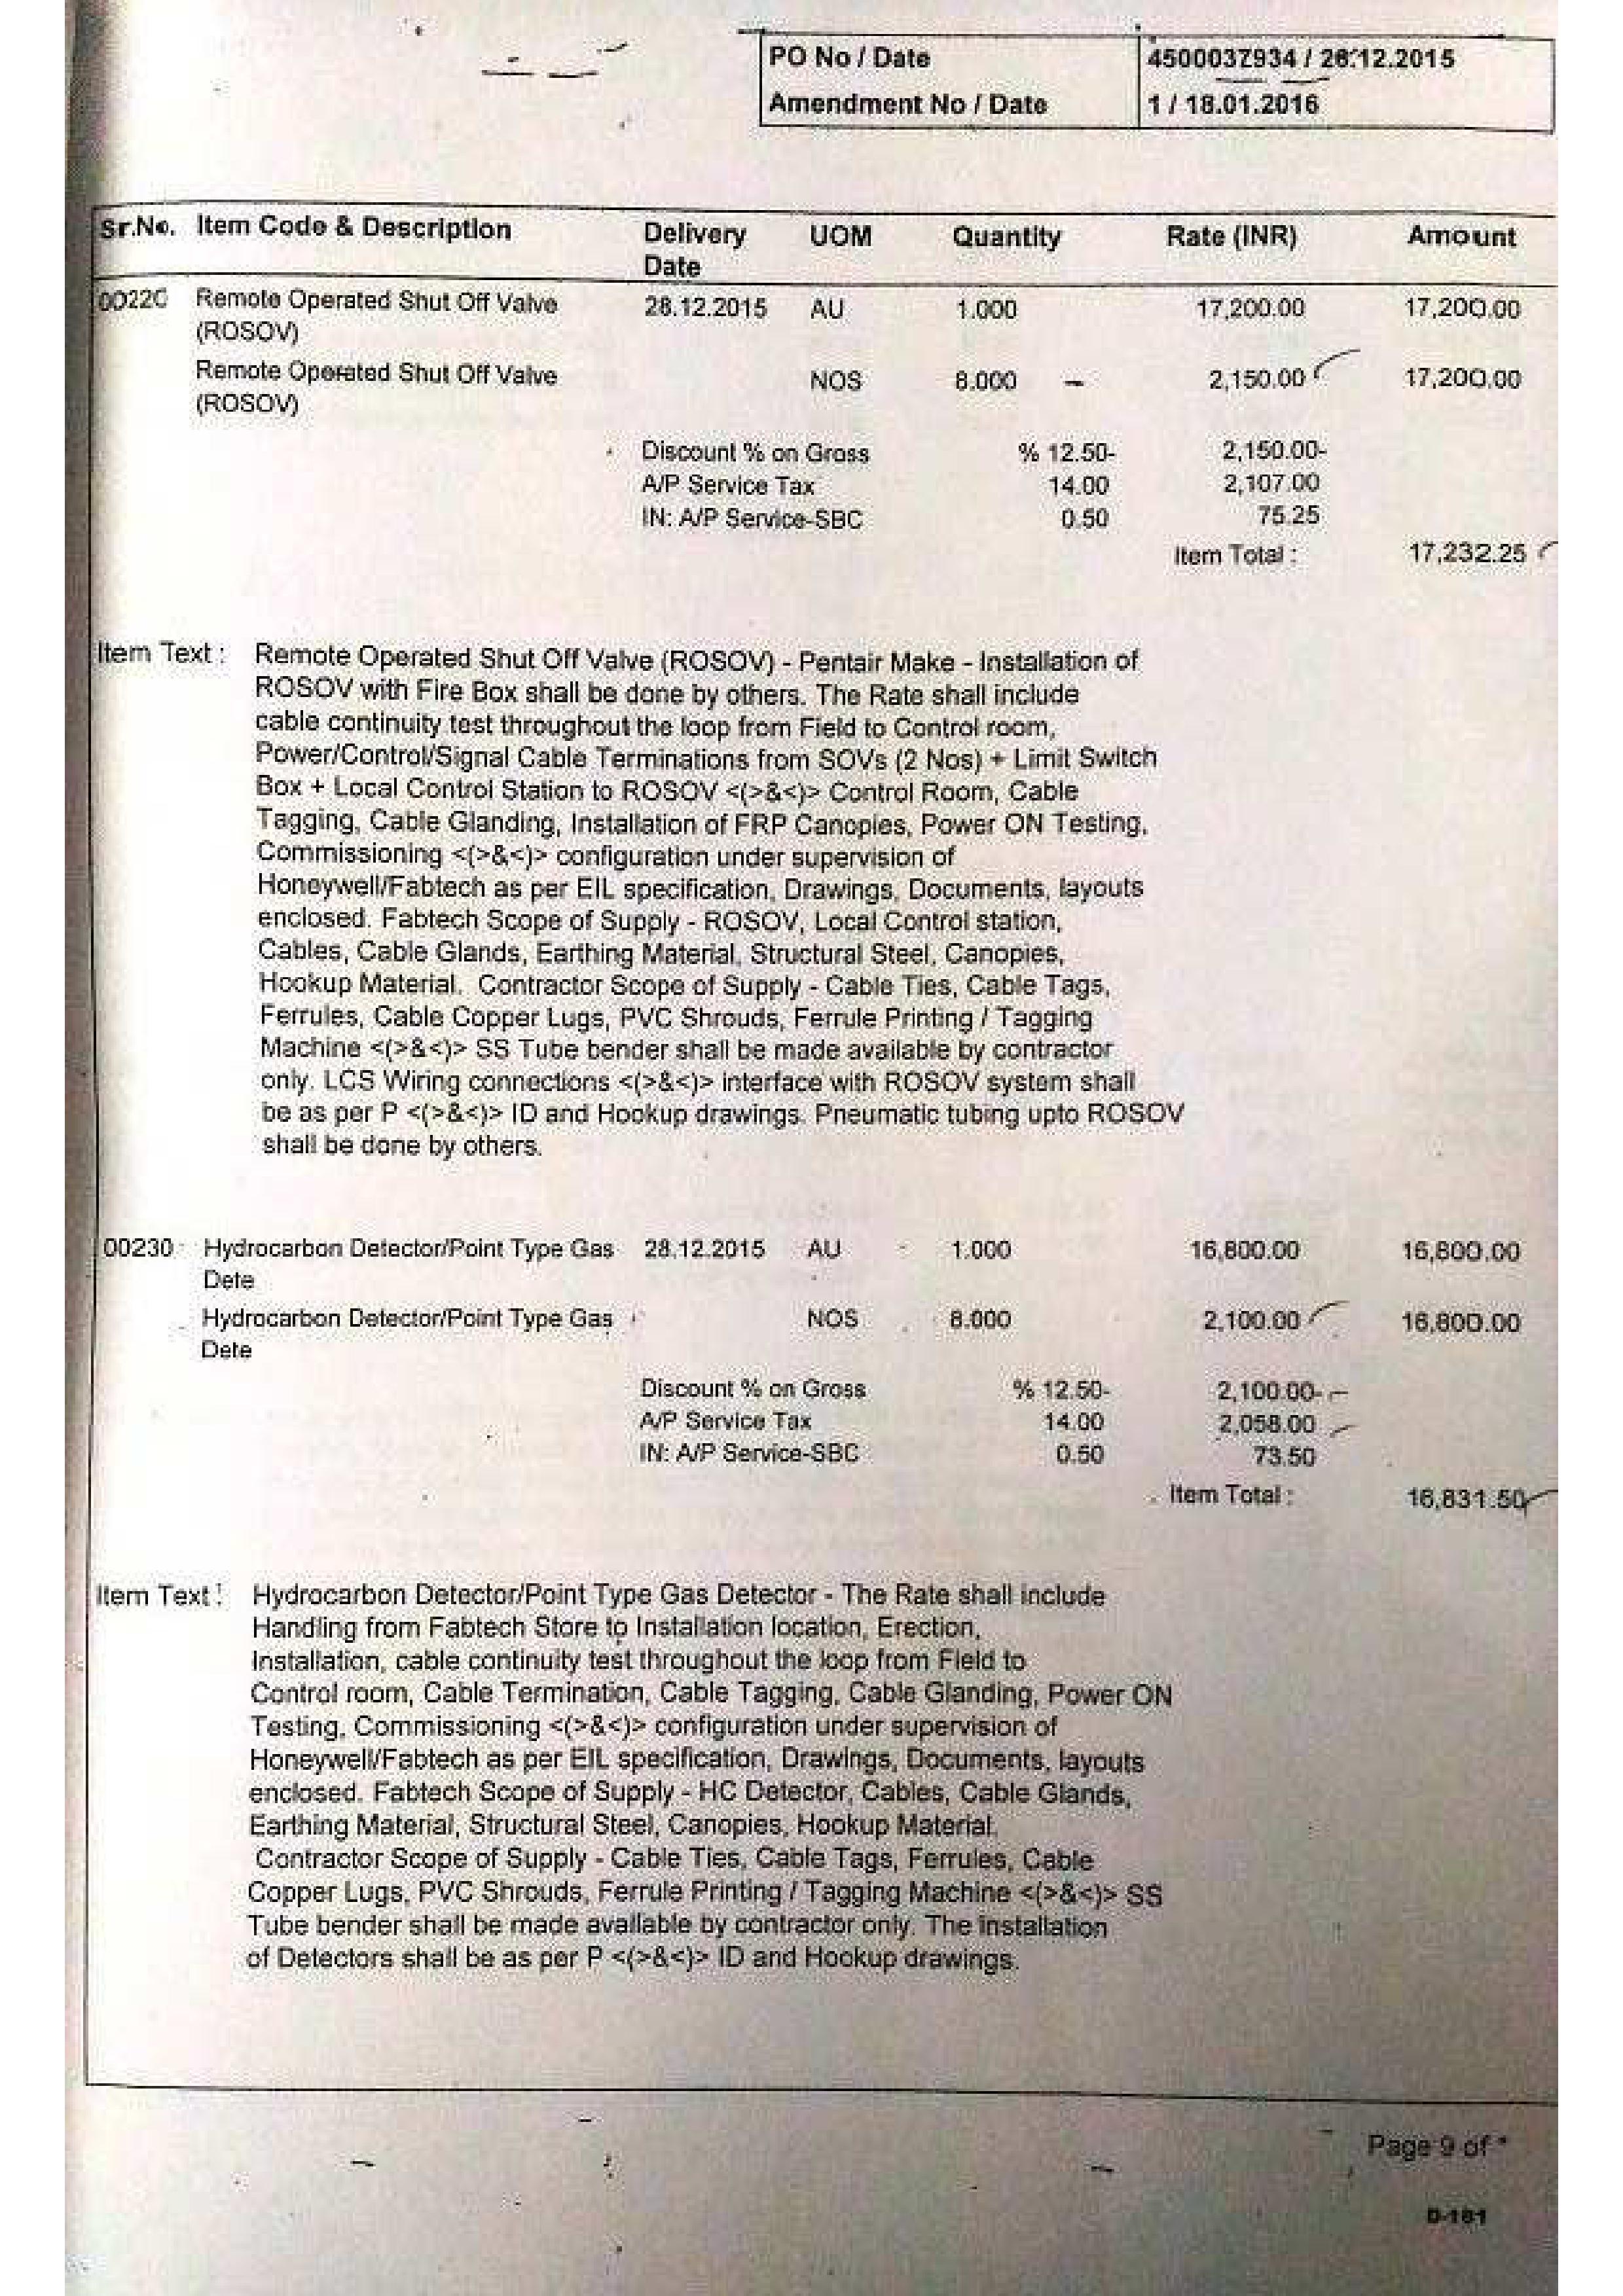 PO No / Date 4500037934 / 26.12.2015
Amendment No / Date 1 / 18.01.2016
Sr.No. Item Code & Description Delivery Date UOM Quantity Rate (INR) Amount
00220 Remote Operated Shut Off Valve (ROSOV) 28.12.2015 AU 1.000 17,200.00 17,200.00
Remote Operated Shut Off Valve (ROSOV) NOS 8.000 2,150.00 17,200.00
Discount % on Gross % 12.50- 2,150.00-
A/P Service Tax 14.00 2,107.00
IN: A/P Service-SBC 0.50 75.25
Item Total : 17,232.25
Item Text : Remote Operated Shut Off Valve (ROSOV) - Pentair Make - Installation of
ROSOV with Fire Box shall be done by others. The Rate shall include
cable continuity test throughout the loop from Field to Control room,
Power/Control/Signal Cable Terminations from SOVs (2 Nos) + Limit Switch
Box + Local Control Station to ROSOV <(>&<)> Control Room, Cable
Tagging, Cable Glanding, Installation of FRP Canopies, Power ON Testing,
Commissioning <(>&<)> configuration under supervision of
Honeywell/Fabtech as per EIL specification, Drawings, Documents, layouts
enclosed. Fabtech Scope of Supply - ROSOV, Local Control station,
Cables, Cable Glands, Earthing Material, Structural Steel, Canopies,
Hookup Material. Contractor Scope of Supply - Cable Ties, Cable Tags,
Ferrules, Cable Copper Lugs, PVC Shrouds, Ferrule Printing / Tagging
Machine <(>&<)> SS Tube bender shall be made available by contractor
only. LCS Wiring connections <(>&<)> interface with ROSOV system shall
be as per P <(>&<)> ID and Hookup drawings. Pneumatic tubing upto ROSOV
shall be done by others.
00230 Hydrocarbon Detector/Point Type Gas Dete 28.12.2015 AU 1.000 16,800.00 16,800.00
Hydrocarbon Detector/Point Type Gas Dete NOS 8.000 2,100.00 16,800.00
Discount % on Gross % 12.50- 2,100.00-
A/P Service Tax 14.00 2,058.00
IN: A/P Service-SBC 0.50 73.50
Item Total : 16,831.50
Item Text : Hydrocarbon Detector/Point Type Gas Detector - The Rate shall include
Handling from Fabtech Store to Installation location, Erection,
Installation, cable continuity test throughout the loop from Field to
Control room, Cable Termination, Cable Tagging, Cable Glanding, Power ON
Testing, Commissioning <(>&<)> configuration under supervision of
Honeywell/Fabtech as per EIL specification, Drawings, Documents, layouts
enclosed. Fabtech Scope of Supply - HC Detector, Cables, Cable Glands,
Earthing Material, Structural Steel, Canopies, Hookup Material.
Contractor Scope of Supply - Cable Ties, Cable Tags, Ferrules, Cable
Copper Lugs, PVC Shrouds, Ferrule Printing / Tagging Machine <(>&<)> SS
Tube bender shall be made available by contractor only. The installation
of Detectors shall be as per P <(>&<)> ID and Hookup drawings.
Page 9 of *
D-181